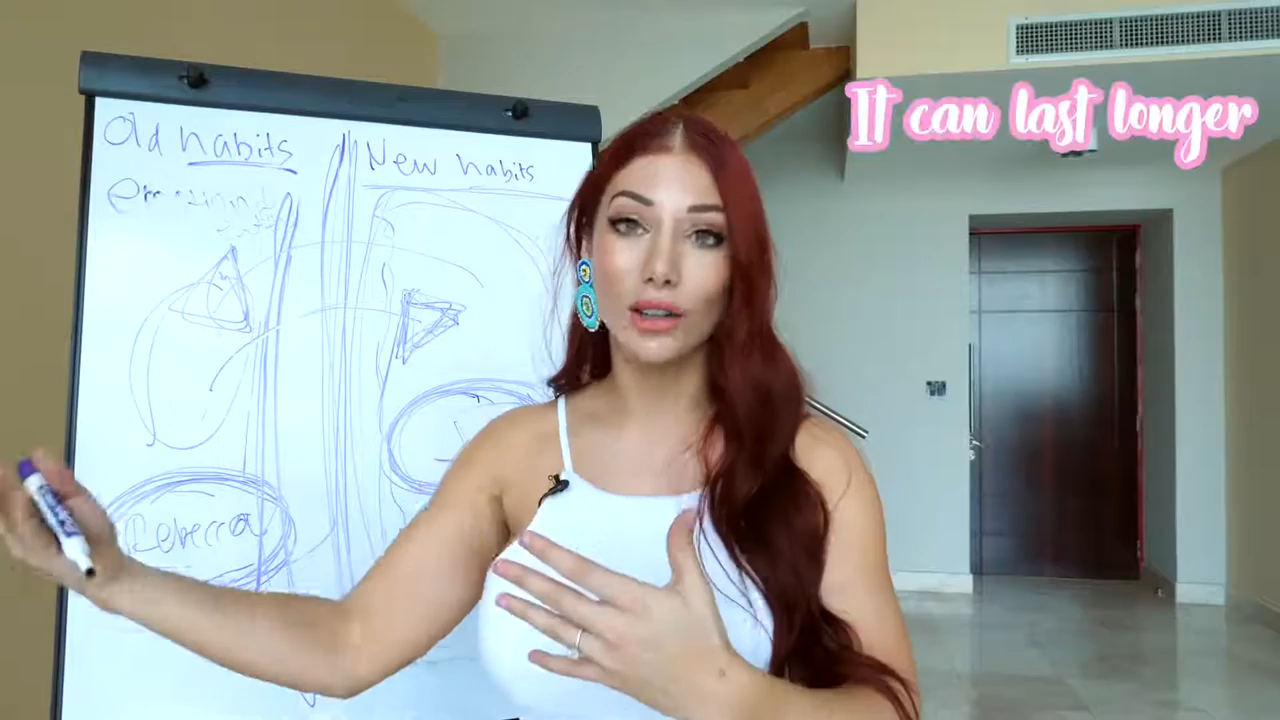 Old habits
New habits
It can last longer
Rebecca